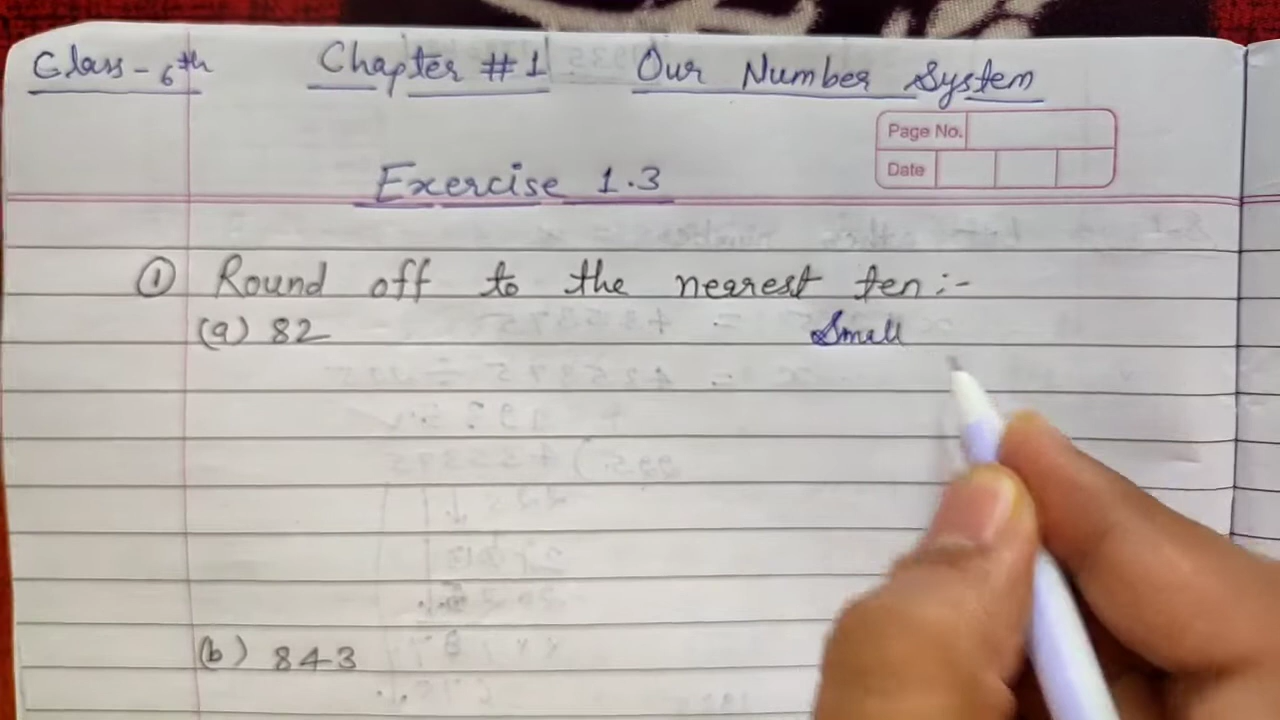 Class - 6th Chapter # 1 Our Number System
Page No.
Date
Exercise 1.3
① Round off to the nearest ten :-
(a) 82 Small
(b) 843